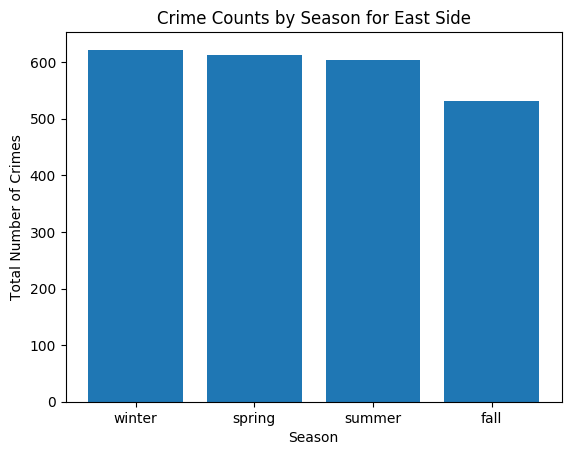 Crime Counts by Season for East Side
Total Number of Crimes
600
500
400
300
200
100
0
winter spring summer fall
Season